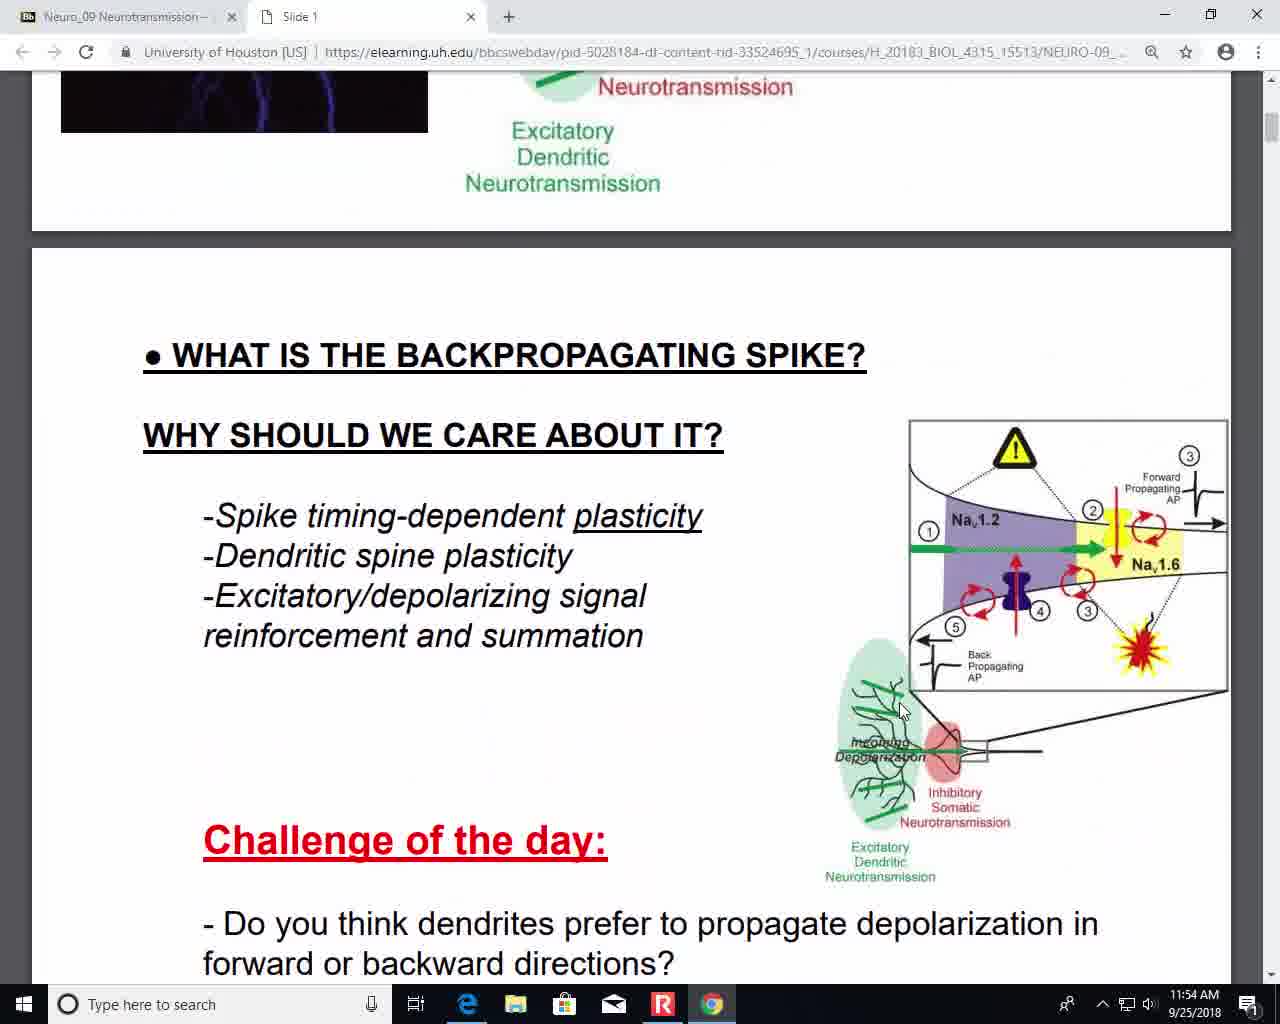 Neuro_09 Neurotransmission –
Slide 1
University of Houston [US]
https://elearning.uh.edu/bbcswebdav/pid-5028184-dt-content-rid-33524695_1/courses/H_20183_BIOL_4315_15513/NEURO-09_...
Neurotransmission
Excitatory
Dendritic
Neurotransmission
● WHAT IS THE BACKPROPAGATING SPIKE?
WHY SHOULD WE CARE ABOUT IT?
-Spike timing-dependent plasticity
-Dendritic spine plasticity
-Excitatory/depolarizing signal
reinforcement and summation
!
3
Forward
Propagating
AP
2
Nav1.2
1
Nav1.6
4
3
5
Back
Propagating
AP
Incoming
Depolarization
Inhibitory
Somatic
Neurotransmission
Excitatory
Dendritic
Neurotransmission
Challenge of the day:
- Do you think dendrites prefer to propagate depolarization in
forward or backward directions?
Type here to search
11:54 AM
9/25/2018